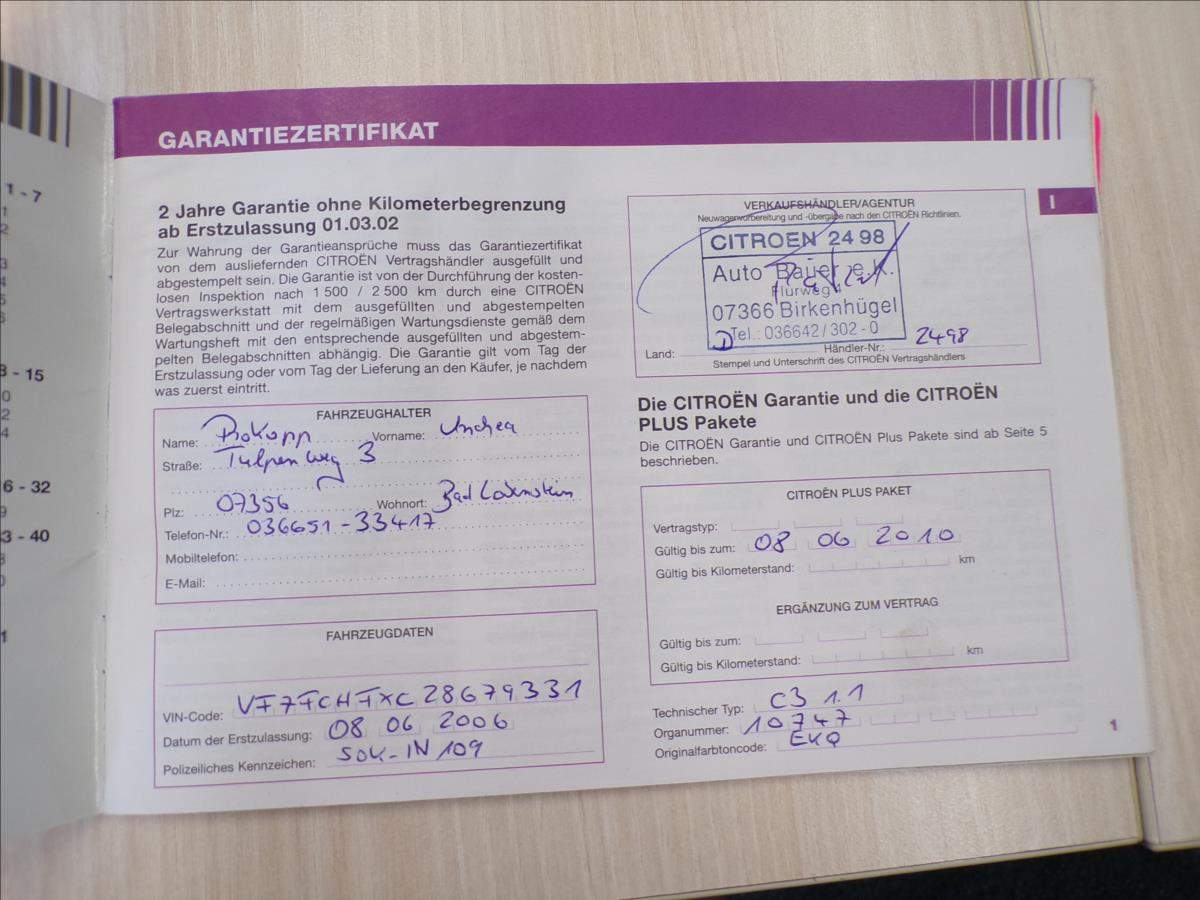 GARANTIEZERTIFIKAT
2 Jahre Garantie ohne Kilometerbegrenzung
ab Erstzulassung 01.03.02
Zur Wahrung der Garantieansprüche muss das Garantiezertifikat
von dem ausliefernden CITROËN Vertragshändler ausgefüllt und
abgestempelt sein. Die Garantie ist von der Durchführung der kosten-
losen Inspektion nach 1 500 / 2 500 km durch eine CITROËN
Vertragswerkstatt mit dem ausgefüllten und abgestempelten
Belegabschnitt und der regelmäßigen Wartungsdienste gemäß dem
Wartungsheft mit den entsprechende ausgefüllten und abgestem-
pelten Belegabschnitten abhängig. Die Garantie gilt vom Tag der
Erstzulassung oder vom Tag der Lieferung an den Käufer, je nachdem
was zuerst eintritt.
FAHRZEUGHALTER
Name: Prokopp Vorname: Andrea
Straße: Tulpenweg 3
Plz: 07356 Wohnort: Bad Lobenstein
Telefon-Nr.: 036651-33417
Mobiltelefon:
E-Mail:
FAHRZEUGDATEN
VIN-Code: VF7FCHFXC28679331
Datum der Erstzulassung: 08 06 2006
Polizeiliches Kennzeichen: SOK-IN 109
I
VERKAUFSHÄNDLER/AGENTUR
Neuwagenvorbereitung und -übergabe nach den CITROËN Richtlinien.
CITROEN 24 98
Auto Bauer e.K.
Flurweg
07366 Birkenhügel
Tel.: 036642/302-0
Land: D Händler-Nr.: 2498
Stempel und Unterschrift des CITROËN Vertragshändlers
Die CITROËN Garantie und die CITROËN
PLUS Pakete
Die CITROËN Garantie und CITROËN Plus Pakete sind ab Seite 5
beschrieben.
CITROËN PLUS PAKET
Vertragstyp:
Gültig bis zum: 08 06 2010
Gültig bis Kilometerstand: km
ERGÄNZUNG ZUM VERTRAG
Gültig bis zum:
Gültig bis Kilometerstand: km
Technischer Typ: C3 1.1
Organummer: 10747
Originalfarbtoncode: EKQ
1
1 - 7
- 15
- 32
- 40